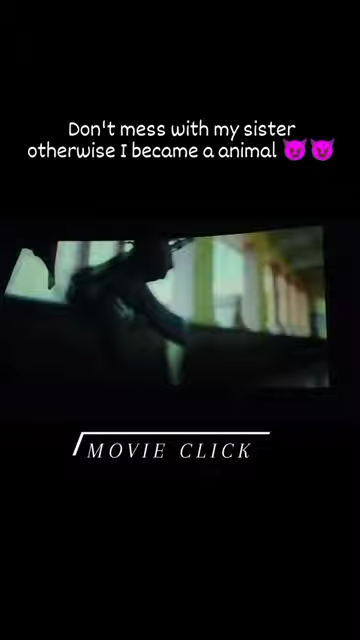 Don't mess with my sister
otherwise I became a animal 😈😈
MOVIE CLICK